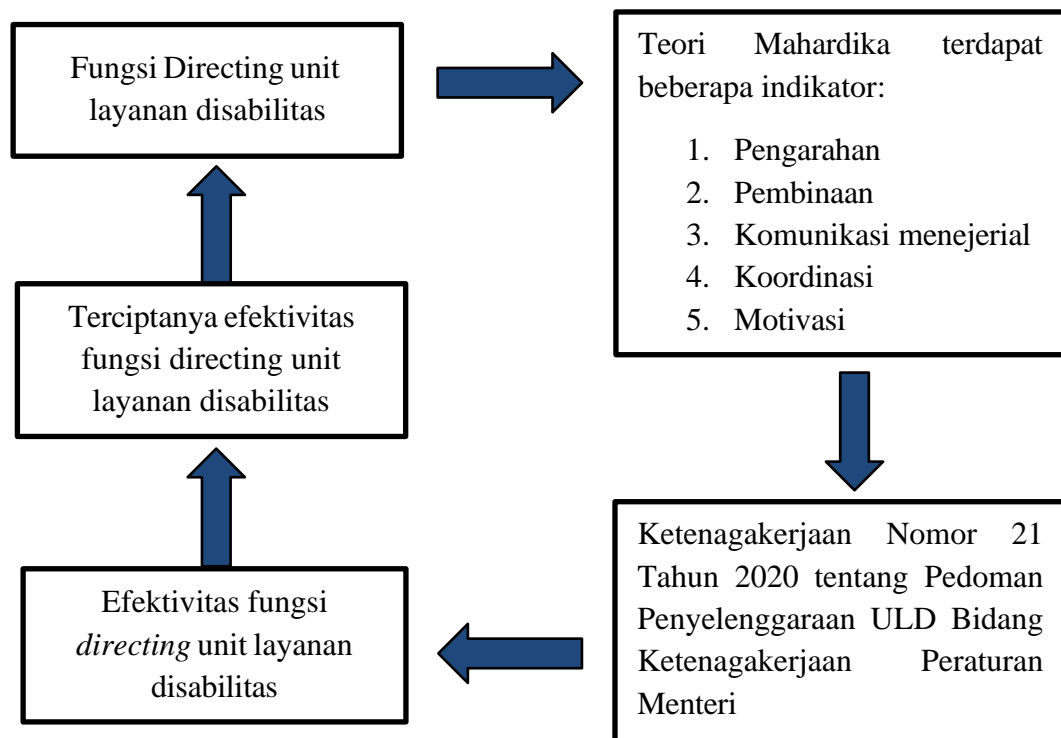 Fungsi Directing unit
layanan disabilitas
Teori Mahardika terdapat
beberapa indikator:
1. Pengarahan
2. Pembinaan
3. Komunikasi menejerial
4. Koordinasi
5. Motivasi
Ketenagakerjaan Nomor 21
Tahun 2020 tentang Pedoman
Penyelenggaraan ULD Bidang
Ketenagakerjaan Peraturan
Menteri
Efektivitas fungsi
directing unit layanan
disabilitas
Terciptanya efektivitas
fungsi directing unit
layanan disabilitas